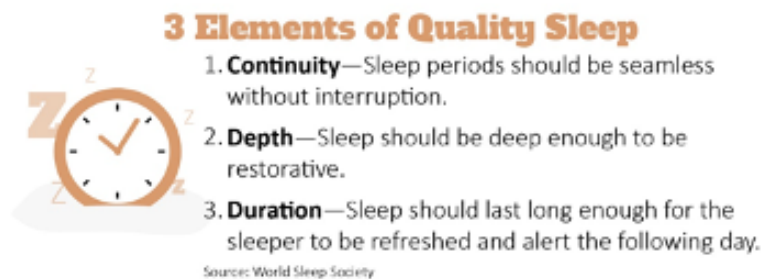 3 Elements of Quality Sleep
1. Continuity—Sleep periods should be seamless
without interruption.
2. Depth—Sleep should be deep enough to be
restorative.
3. Duration—Sleep should last long enough for the
sleeper to be refreshed and alert the following day.
Source: World Sleep Society
Z
z
z
z
z